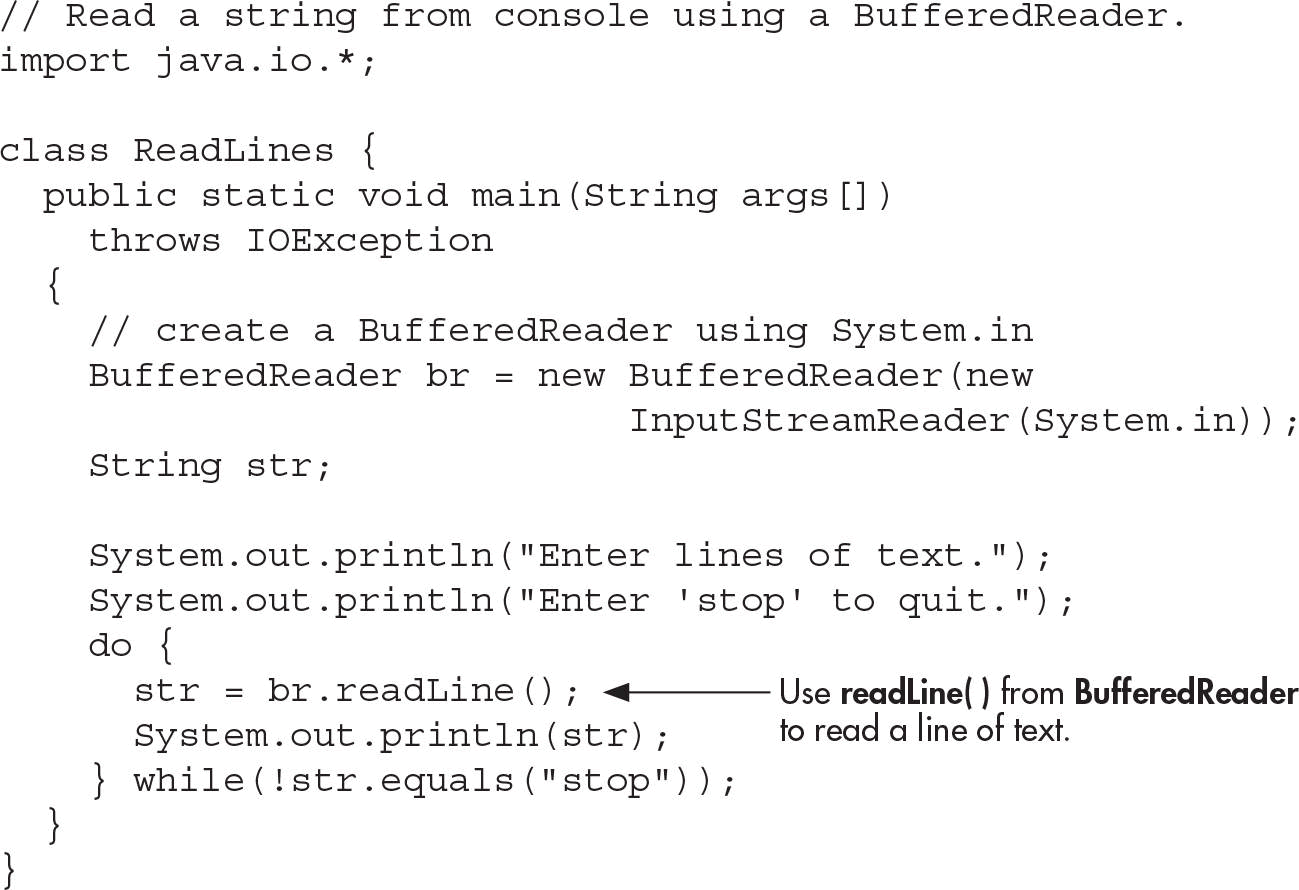 // Read a string from console using a BufferedReader.
import java.io.*;

class ReadLines {
  public static void main(String args[])
    throws IOException
  {
    // create a BufferedReader using System.in
    BufferedReader br = new BufferedReader(new
                            InputStreamReader(System.in));
    String str;

    System.out.println("Enter lines of text.");
    System.out.println("Enter 'stop' to quit.");
    do {
      str = br.readLine();
      System.out.println(str);
    } while(!str.equals("stop"));
  }
}
Use readLine( ) from BufferedReader
to read a line of text.